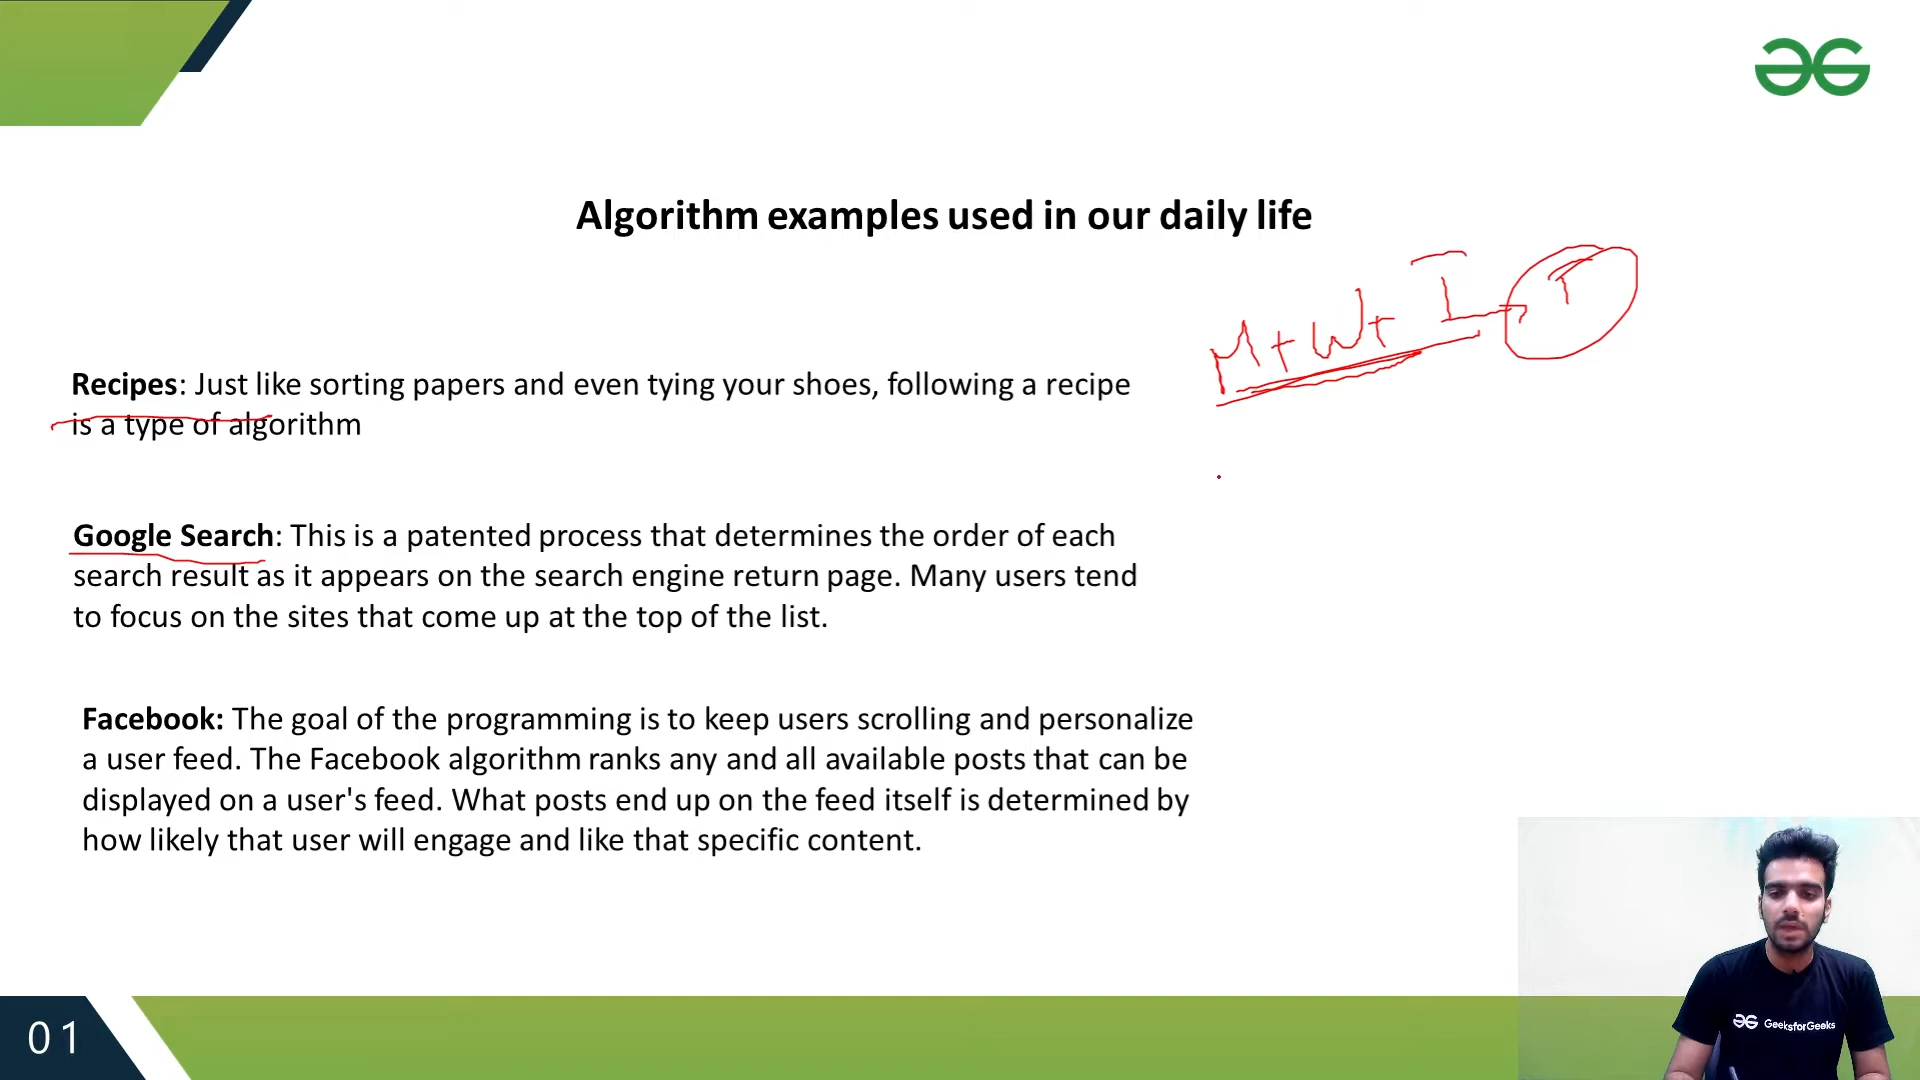 Algorithm examples used in our daily life
M+W+ I → T
Recipes: Just like sorting papers and even tying your shoes, following a recipe
is a type of algorithm
Google Search: This is a patented process that determines the order of each
search result as it appears on the search engine return page. Many users tend
to focus on the sites that come up at the top of the list.
Facebook: The goal of the programming is to keep users scrolling and personalize
a user feed. The Facebook algorithm ranks any and all available posts that can be
displayed on a user's feed. What posts end up on the feed itself is determined by
how likely that user will engage and like that specific content.
GeeksforGeeks
01